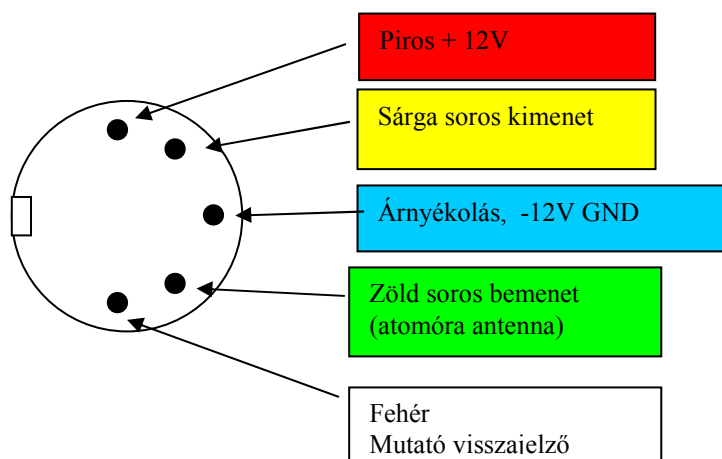 Piros + 12V
Sárga soros kimenet
Árnyékolás, -12V GND
Zöld soros bemenet
(atomóra antenna)
Fehér
Mutató visszajelző